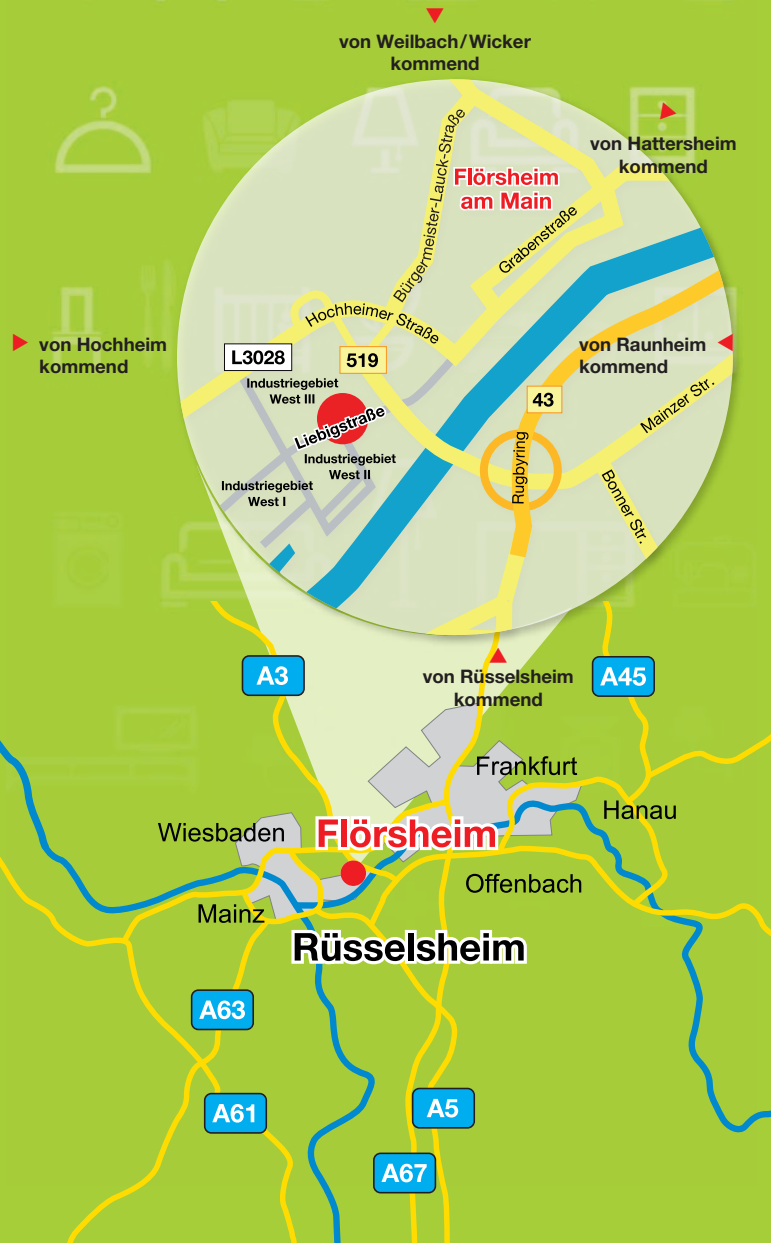 von Weilbach/Wicker
kommend
von Hattersheim
kommend
Bürgermeister-Lauck-Straße
Flörsheim
am Main
Grabenstraße
Hochheimer Straße
von Hochheim
kommend
L3028
519
von Raunheim
kommend
Industriegebiet
West III
43
Mainzer Str.
Liebigstraße
Industriegebiet
West II
Rugbyring
Industriegebiet
West I
Bonner Str.
A3
von Rüsselsheim
kommend
A45
Frankfurt
Hanau
Wiesbaden
Flörsheim
Offenbach
Mainz
Rüsselsheim
A63
A61
A5
A67